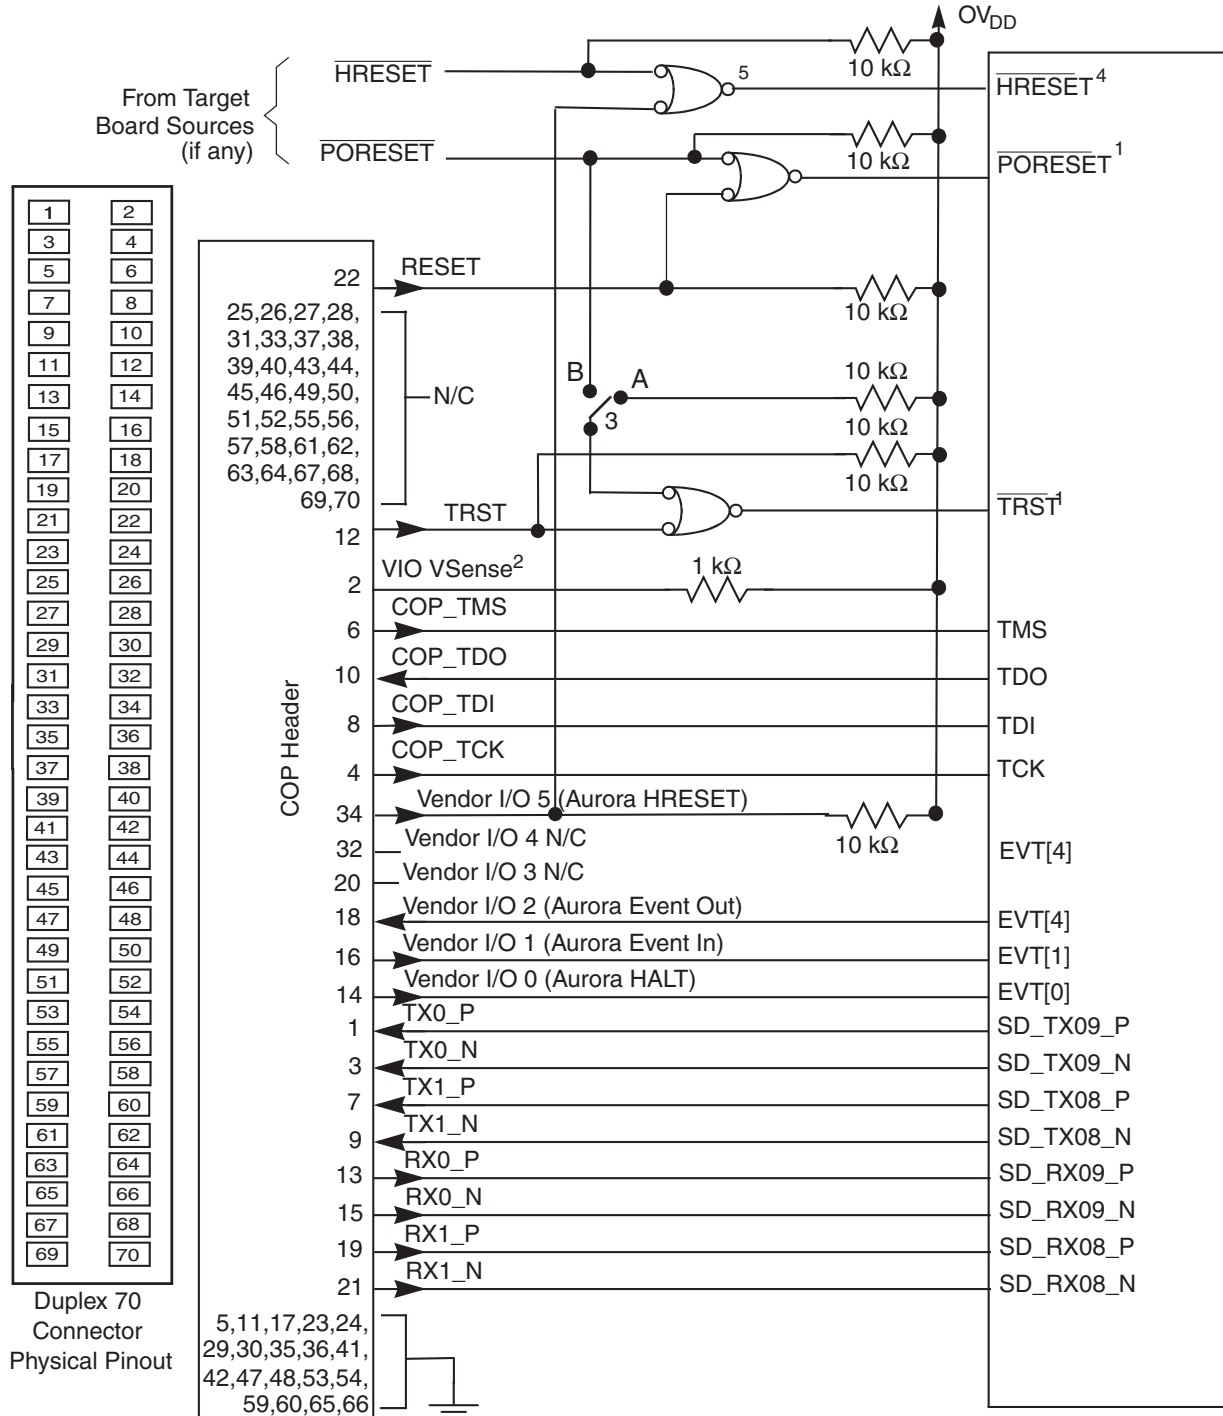 OVDD
10 kΩ
HRESET
5
HRESET4
From Target
Board Sources
(if any)
PORESET
10 kΩ
PORESET1
1 2
3 4
5 6
7 8
9 10
11 12
13 14
15 16
17 18
19 20
21 22
23 24
25 26
27 28
29 30
31 32
33 34
35 36
37 38
39 40
41 42
43 44
45 46
47 48
49 50
51 52
53 54
55 56
57 58
59 60
61 62
63 64
65 66
67 68
69 70
Duplex 70
Connector
Physical Pinout
COP Header
22 RESET
10 kΩ
25,26,27,28,
31,33,37,38,
39,40,43,44,
45,46,49,50,
51,52,55,56,
57,58,61,62,
63,64,67,68,
69,70
N/C
B A
3
10 kΩ
10 kΩ
10 kΩ
12 TRST
TRST1
2 VIO VSense2 1 kΩ
6 COP_TMS TMS
10 COP_TDO TDO
8 COP_TDI TDI
4 COP_TCK TCK
34 Vendor I/O 5 (Aurora HRESET)
10 kΩ
32 Vendor I/O 4 N/C EVT[4]
20 Vendor I/O 3 N/C
18 Vendor I/O 2 (Aurora Event Out) EVT[4]
16 Vendor I/O 1 (Aurora Event In) EVT[1]
14 Vendor I/O 0 (Aurora HALT) EVT[0]
1 TX0_P SD_TX09_P
3 TX0_N SD_TX09_N
7 TX1_P SD_TX08_P
9 TX1_N SD_TX08_N
13 RX0_P SD_RX09_P
15 RX0_N SD_RX09_N
19 RX1_P SD_RX08_P
21 RX1_N SD_RX08_N
5,11,17,23,24,
29,30,35,36,41,
42,47,48,53,54,
59,60,65,66